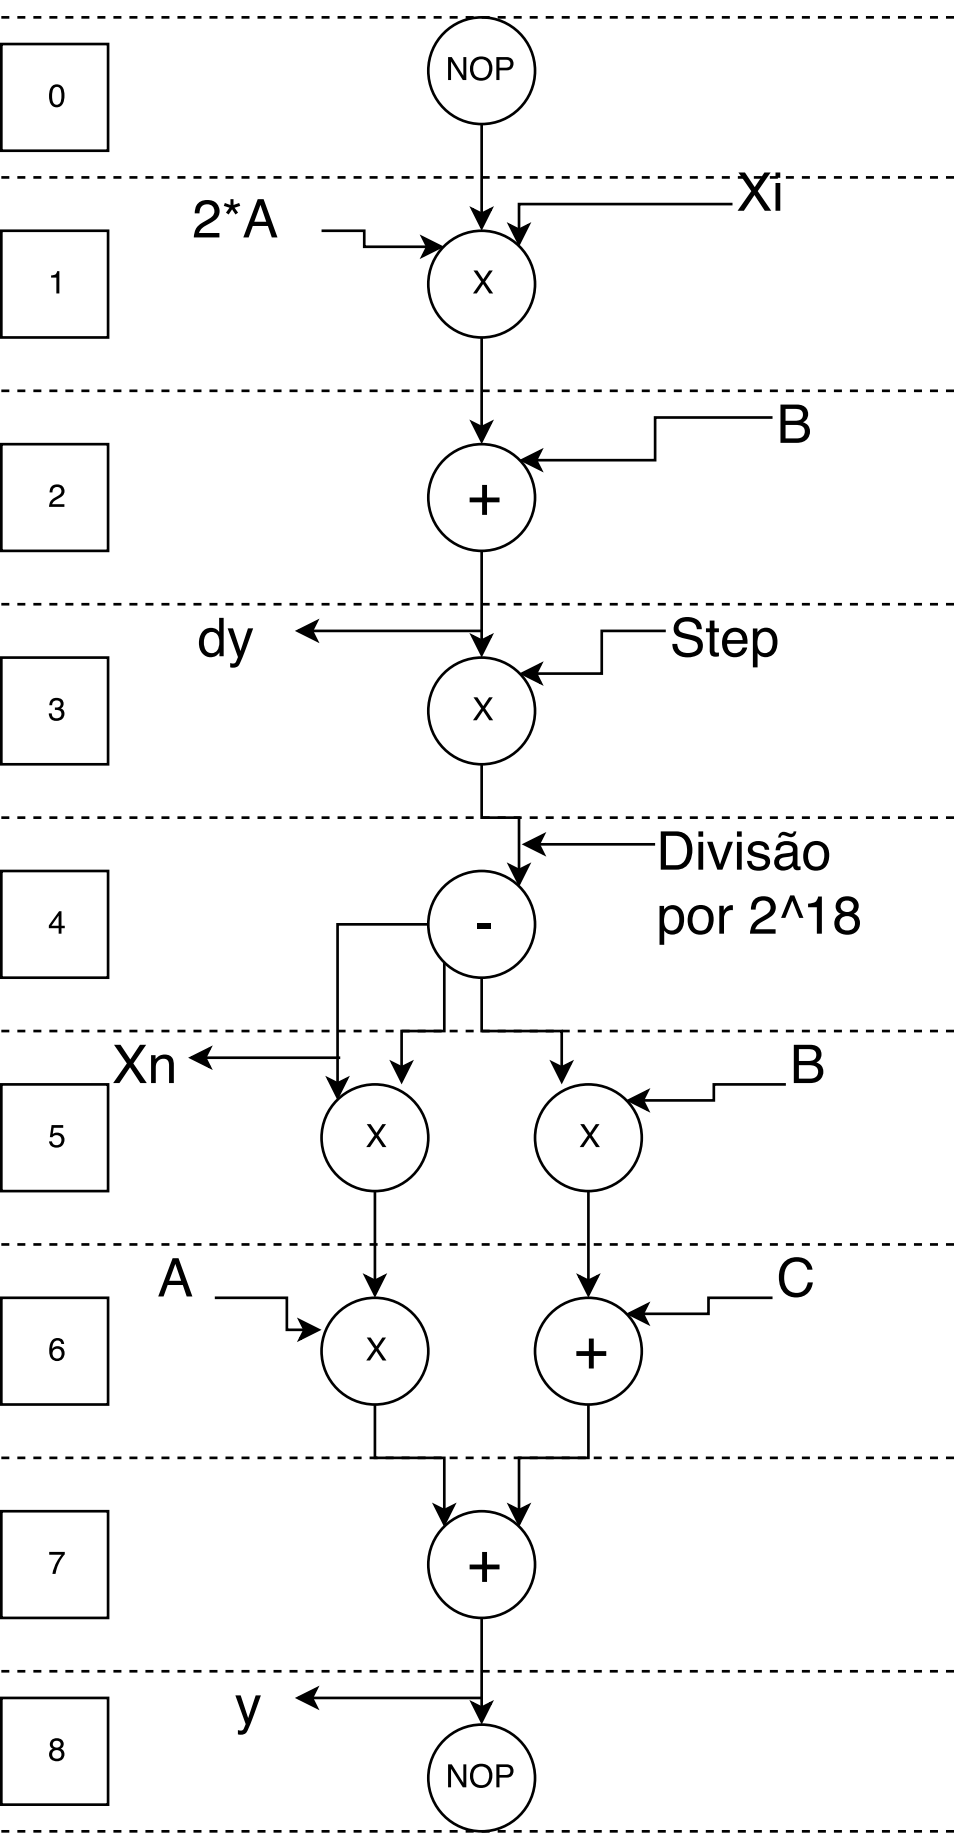 NOP
0
Xi
2*A
X
1
B
+
2
dy
Step
X
3
Divisão
por 2^18
-
4
Xn
B
X
X
5
A
C
X
+
6
+
7
y
8
NOP